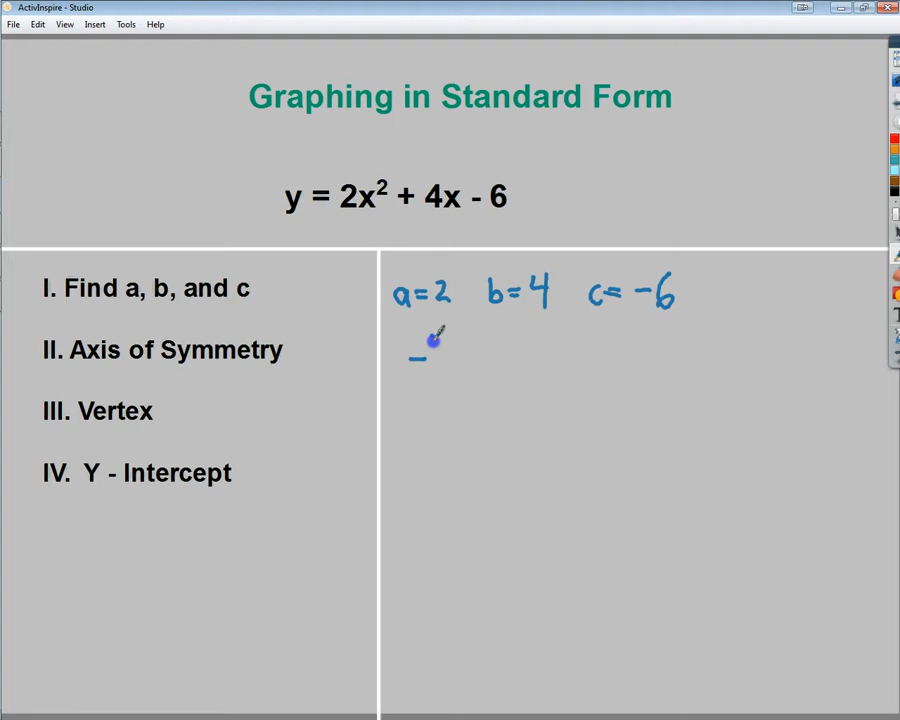 ActivInspire - Studio
File Edit View Insert Tools Help
Graphing in Standard Form
y = 2x² + 4x - 6
I. Find a, b, and c
a=2 b=4 c=-6
II. Axis of Symmetry
-
III. Vertex
IV. Y - Intercept